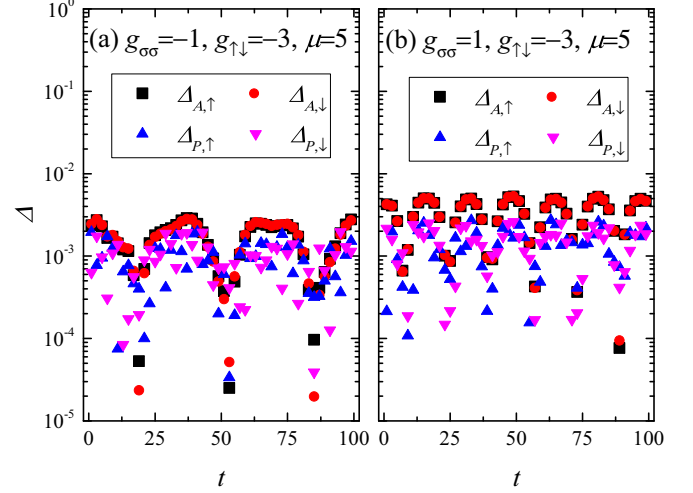 (a) g_σσ=−1, g_↑↓=−3, μ=5
(b) g_σσ=1, g_↑↓=−3, μ=5
Δ_A,↑ Δ_A,↓
Δ_P,↑ Δ_P,↓
Δ_A,↑ Δ_A,↓
Δ_P,↑ Δ_P,↓
Δ
10^0
10^-1
10^-2
10^-3
10^-4
10^-5
0 25 50 75 100
0 25 50 75 100
t
t